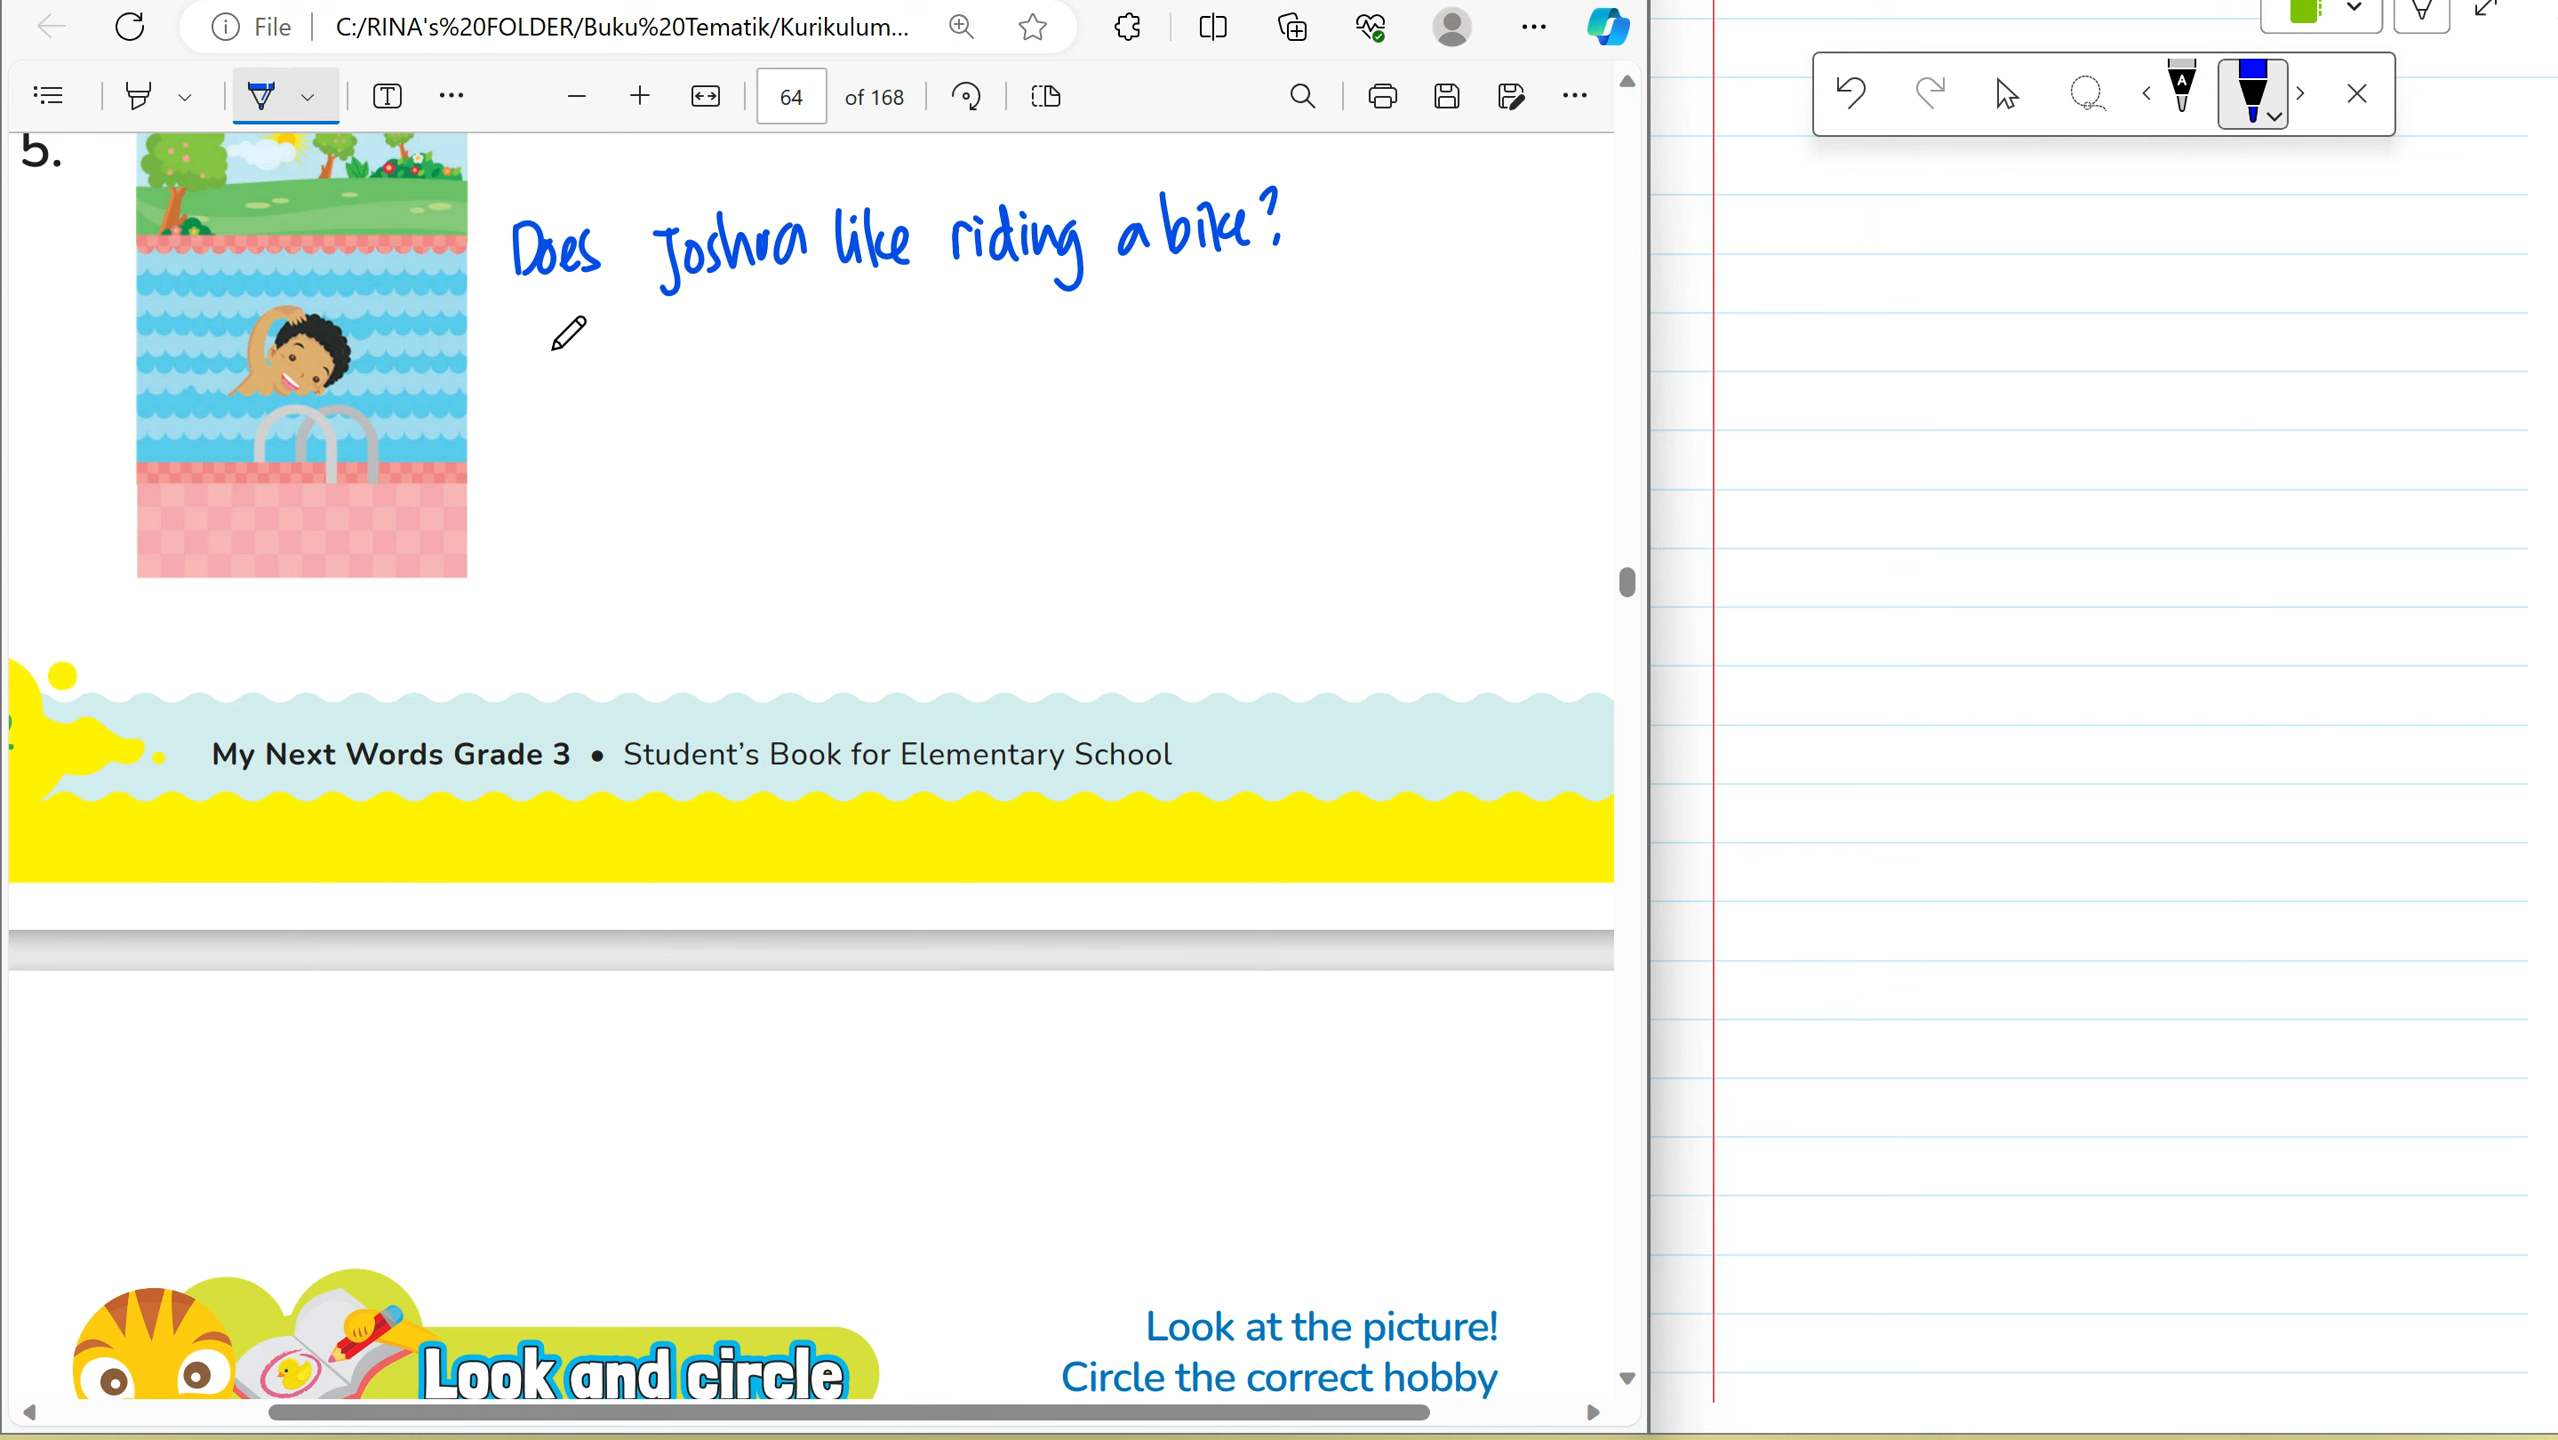 File
C:/RINA's%20FOLDER/Buku%20Tematik/Kurikulum...
64 of 168
5.
Does Joshua like riding a bike?
My Next Words Grade 3 • Student's Book for Elementary School
Look and circle
Look at the picture!
Circle the correct hobby